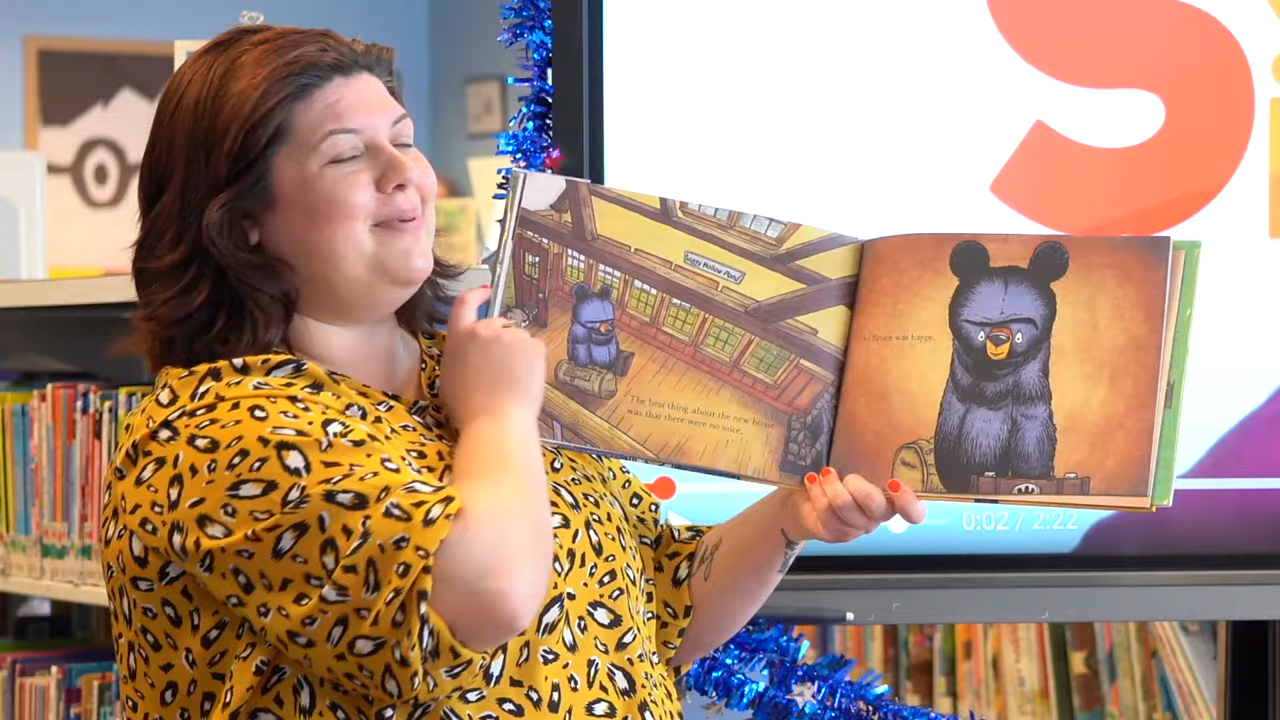 Soggy Hollow Pond
The best thing about the new house
was that there were no mice.
So Bruce was happy.
0:02 / 2:22